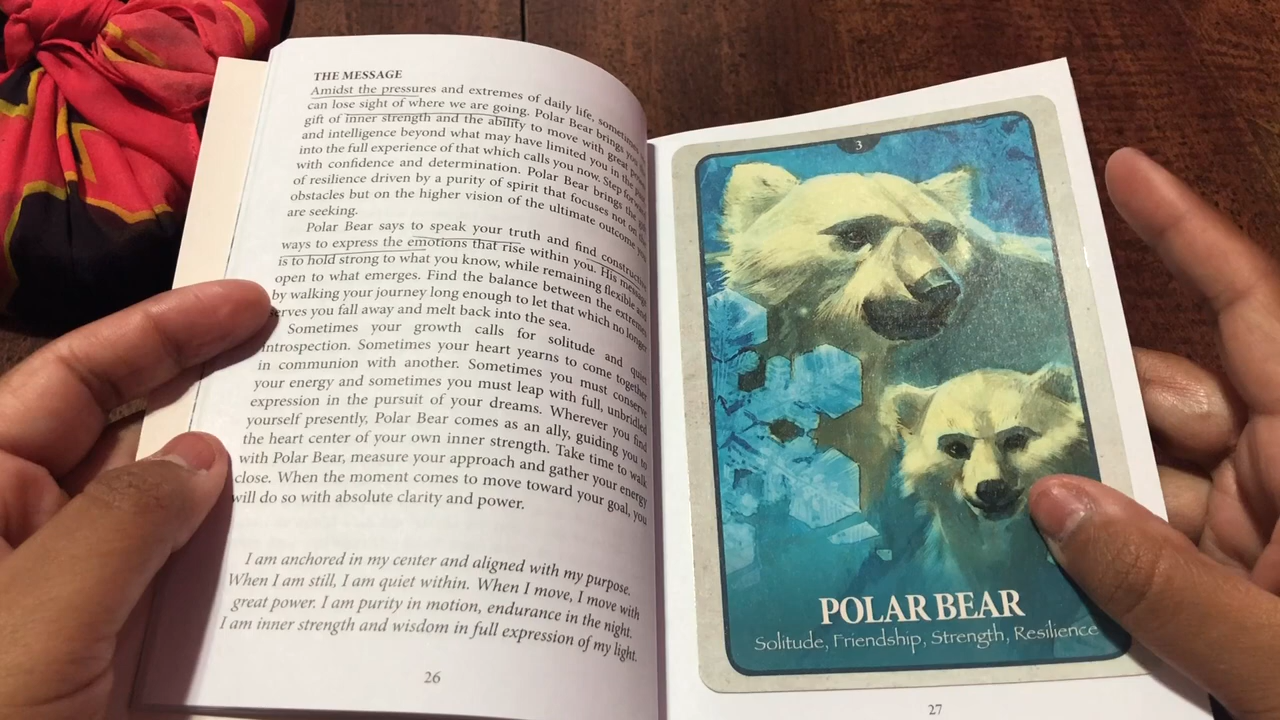 THE MESSAGE
Amidst the pressures and extremes of daily life, sometimes
can lose sight of where we are going. Polar Bear brings you
gift of inner strength and the ability to move with great
and intelligence beyond what may have limited you in the past
into the full experience of that which calls you now. Step forward
with confidence and determination. Polar Bear brings the gift
of resilience driven by a purity of spirit that focuses not on the
obstacles but on the higher vision of the ultimate outcome you
are seeking.
Polar Bear says to speak your truth and find constructive
ways to express the emotions that rise within you. His message
is to hold strong to what you know, while remaining flexible and
open to what emerges. Find the balance between the extremes
by walking your journey long enough to let that which no longer
serves you fall away and melt back into the sea.
Sometimes your growth calls for solitude and quiet
introspection. Sometimes your heart yearns to come together
in communion with another. Sometimes you must conserve
your energy and sometimes you must leap with full, unbridled
expression in the pursuit of your dreams. Wherever you find
yourself presently, Polar Bear comes as an ally, guiding you to
the heart center of your own inner strength. Take time to walk
with Polar Bear, measure your approach and gather your energy
close. When the moment comes to move toward your goal, you
will do so with absolute clarity and power.
I am anchored in my center and aligned with my purpose.
When I am still, I am quiet within. When I move, I move with
great power. I am purity in motion, endurance in the night.
I am inner strength and wisdom in full expression of my light.
26
3
POLAR BEAR
Solitude, Friendship, Strength, Resilience
27